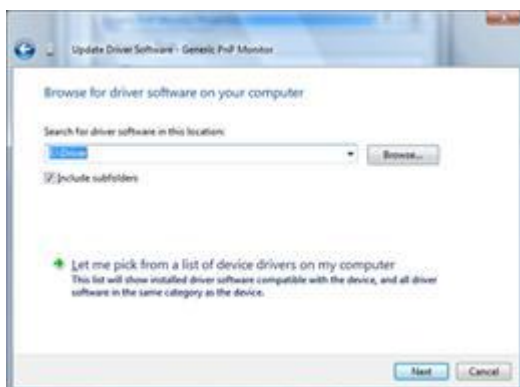 Update Driver Software - Generic PnP Monitor
Browse for driver software on your computer
Search for driver software in this location:
Browse...
Include subfolders
Let me pick from a list of device drivers on my computer
This list will show installed driver software compatible with the device, and all driver
software in the same category as the device.
Next
Cancel